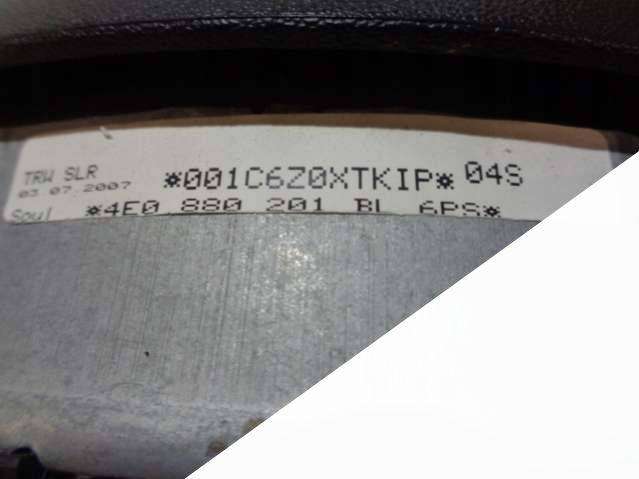 TRW SLR *001C6Z0XTKIP* 04S
03.07.2007
Soul *4E0 880 201 BL 6PS*